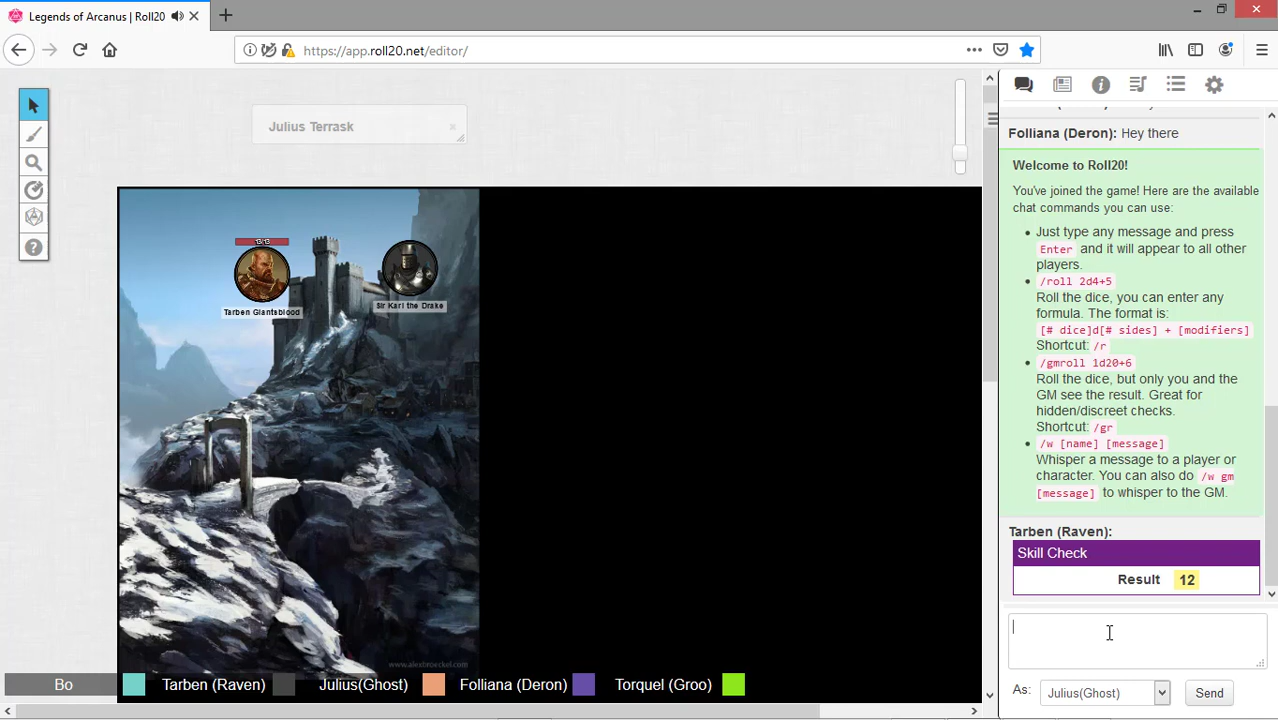 Legends of Arcanus | Roll20
https://app.roll20.net/editor/
Julius Terrask
13/13
Tarben Giantsblood
Sir Karl the Drake
www.alexbroeckel.com
Bo
Tarben (Raven)
Julius(Ghost)
Folliana (Deron)
Torquel (Groo)
Folliana (Deron): Hey there
Welcome to Roll20!
You've joined the game! Here are the available
chat commands you can use:
Just type any message and press
Enter and it will appear to all other
players.
/roll 2d4+5
Roll the dice, you can enter any
formula. The format is:
[# dice]d[# sides] + [modifiers]
Shortcut: /r
/gmroll 1d20+6
Roll the dice, but only you and the
GM see the result. Great for
hidden/discreet checks.
Shortcut: /gr
/w [name] [message]
Whisper a message to a player or
character. You can also do /w gm
[message] to whisper to the GM.
Tarben (Raven):
Skill Check
Result 12
As: Julius(Ghost) Send